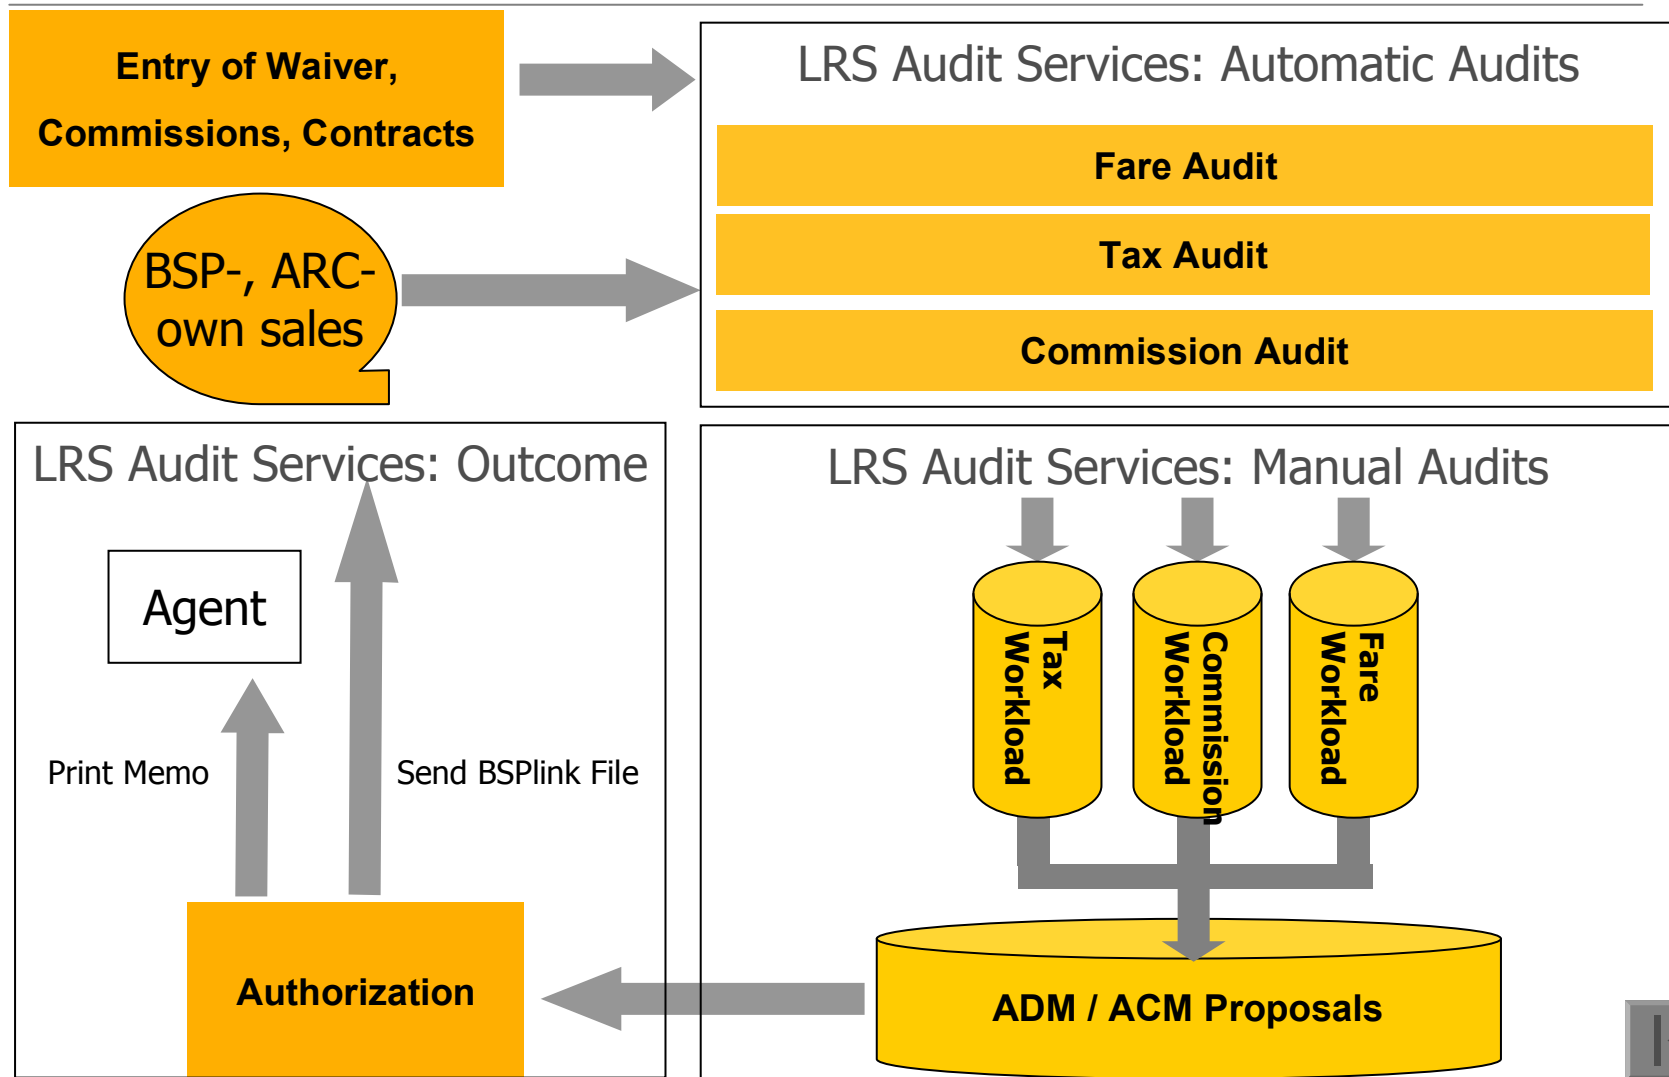 Entry of Waiver,
Commissions, Contracts
LRS Audit Services: Automatic Audits
Fare Audit
Tax Audit
Commission Audit
BSP-, ARC-
own sales
LRS Audit Services: Outcome
Agent
Print Memo
Send BSPlink File
Authorization
LRS Audit Services: Manual Audits
Tax
Workload
Commission
Workload
Fare
Workload
ADM / ACM Proposals